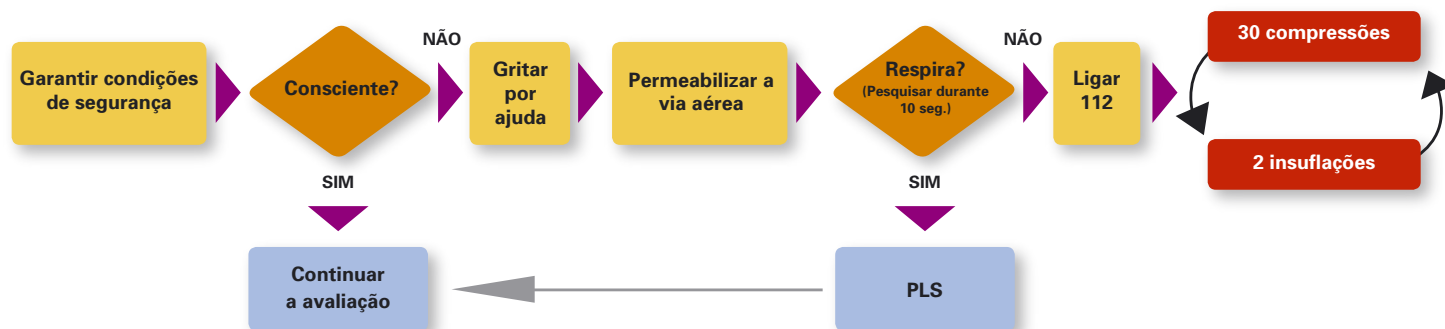 Garantir condições
de segurança
Consciente?
NÃO
Gritar
por
ajuda
Permeabilizar a
via aérea
Respira?
(Pesquisar durante
10 seg.)
NÃO
Ligar
112
30 compressões
2 insuflações
SIM
SIM
Continuar
a avaliação
PLS